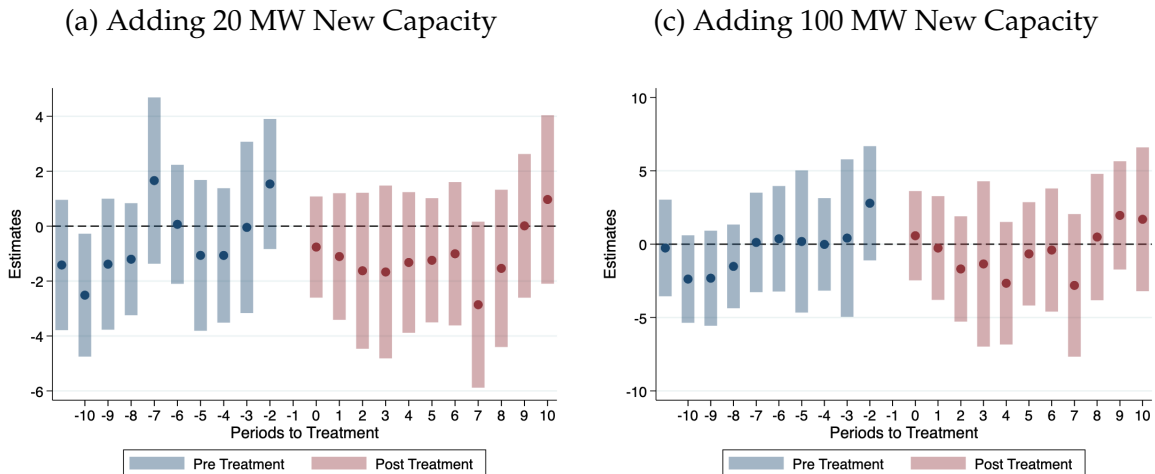 (a) Adding 20 MW New Capacity
4
2
0
-2
-4
-6
Estimates
-10 -9 -8 -7 -6 -5 -4 -3 -2 -1 0 1 2 3 4 5 6 7 8 9 10
Periods to Treatment
Pre Treatment Post Treatment
(c) Adding 100 MW New Capacity
10
5
0
-5
-10
Estimates
-10 -9 -8 -7 -6 -5 -4 -3 -2 -1 0 1 2 3 4 5 6 7 8 9 10
Periods to Treatment
Pre Treatment Post Treatment